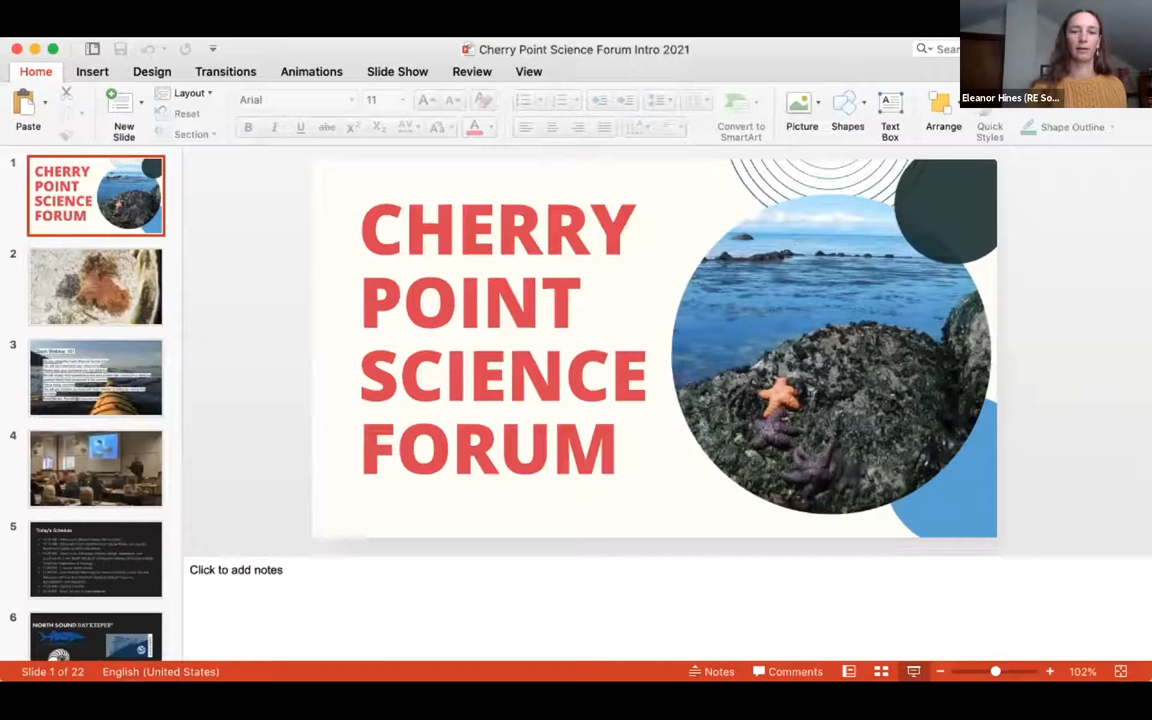 Cherry Point Science Forum Intro 2021
Home
Insert
Design
Transitions
Animations
Slide Show
Review
View
Paste
New
Slide
Layout
Reset
Section
Arial
11
Convert to
SmartArt
Picture
Shapes
Text
Box
Arrange
Quick
Styles
Shape Outline
Eleanor Hines (RE So...
1
CHERRY
POINT
SCIENCE
FORUM
2
3
4
5
Today's Schedule
6
NORTH SOUND BAYKEEPER
CHERRY
POINT
SCIENCE
FORUM
Click to add notes
Slide 1 of 22
English (United States)
Notes
Comments
102%